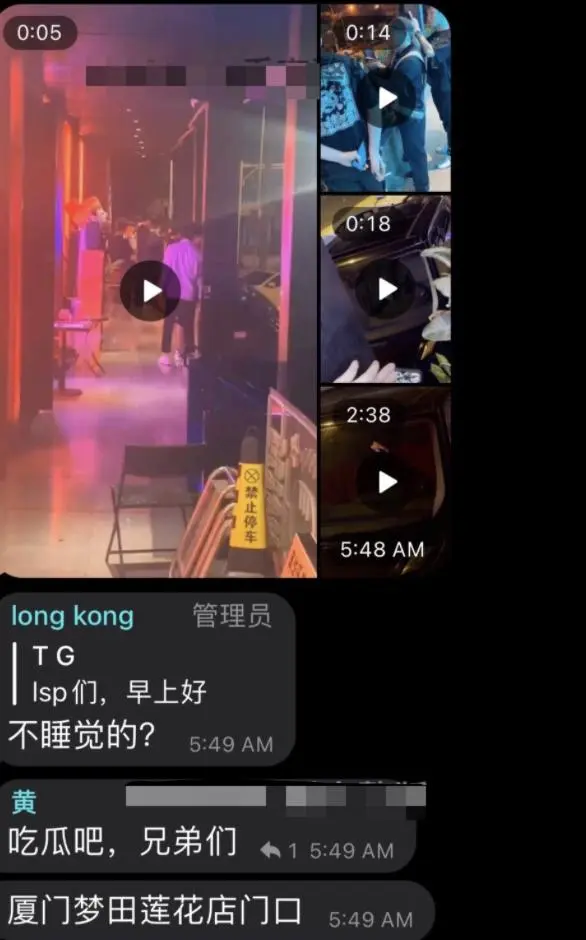 0:05
0:14
0:18
2:38
5:48 AM
禁止停车
long kong 管理员
T G
lsp们，早上好
不睡觉的？ 5:49 AM
黄
吃瓜吧，兄弟们 1 5:49 AM
厦门梦田莲花店门口 5:49 AM